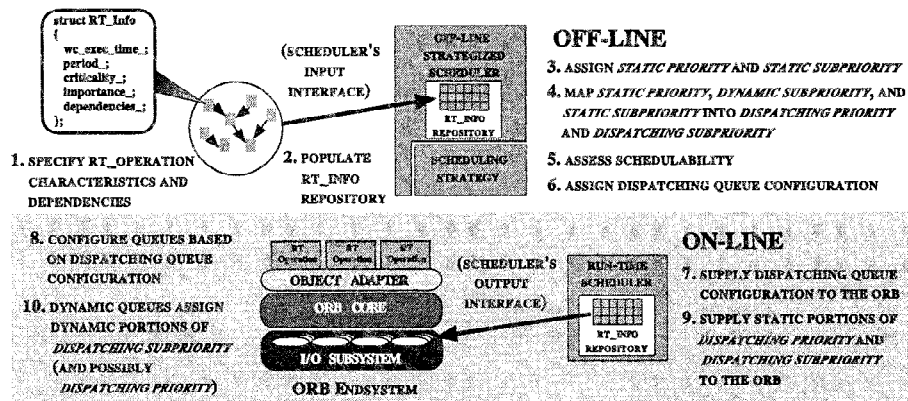 struct RT_Info
{
wc_exec_time_;
period_;
criticality_;
importance_;
dependencies_;
};
1. SPECIFY RT_OPERATION
CHARACTERISTICS AND
DEPENDENCIES
(SCHEDULER'S
INPUT
INTERFACE)
2. POPULATE
RT_INFO
REPOSITORY
OFF-LINE
STRATEGIZED
SCHEDULER
RT_INFO
REPOSITORY
SCHEDULING
STRATEGY
OFF-LINE
3. ASSIGN STATIC PRIORITY AND STATIC SUBPRIORITY
4. MAP STATIC PRIORITY, DYNAMIC SUBPRIORITY, AND
STATIC SUBPRIORITY INTO DISPATCHING PRIORITY
AND DISPATCHING SUBPRIORITY
5. ASSESS SCHEDULABILITY
6. ASSIGN DISPATCHING QUEUE CONFIGURATION
8. CONFIGURE QUEUES BASED
ON DISPATCHING QUEUE
CONFIGURATION
10. DYNAMIC QUEUES ASSIGN
DYNAMIC PORTIONS OF
DISPATCHING SUBPRIORITY
(AND POSSIBLY
DISPATCHING PRIORITY)
RT Operation
RT Operation
RT Operation
OBJECT ADAPTER
ORB CORE
I/O SUBSYSTEM
ORB ENDSYSTEM
(SCHEDULER'S
OUTPUT
INTERFACE)
RUN-TIME
SCHEDULER
RT_INFO
REPOSITORY
ON-LINE
7. SUPPLY DISPATCHING QUEUE
CONFIGURATION TO THE ORB
9. SUPPLY STATIC PORTIONS OF
DISPATCHING PRIORITY AND
DISPATCHING SUBPRIORITY
TO THE ORB